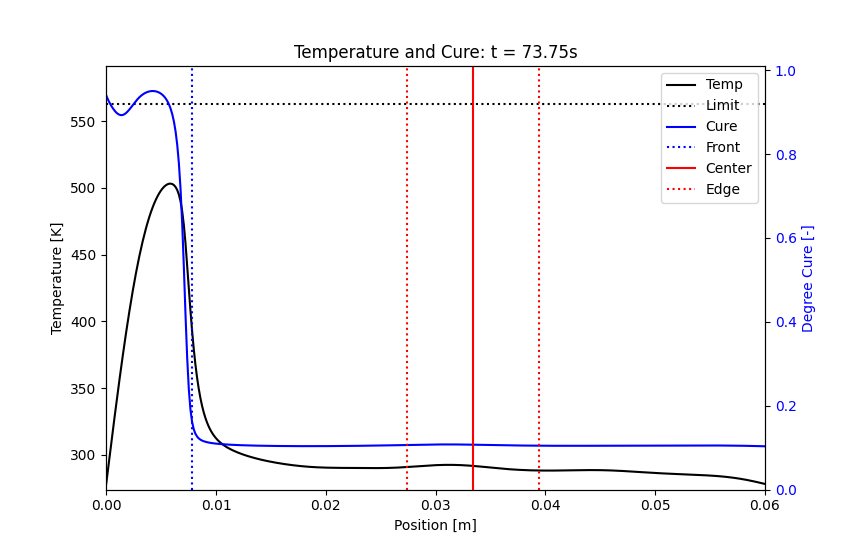 Temperature and Cure: t = 73.75s
Temperature [K]
550
500
450
400
350
300
0.00
0.01
0.02
0.03
0.04
0.05
0.06
Position [m]
1.0
0.8
0.6
0.4
0.2
0.0
Degree Cure [-]
Temp
Limit
Cure
Front
Center
Edge